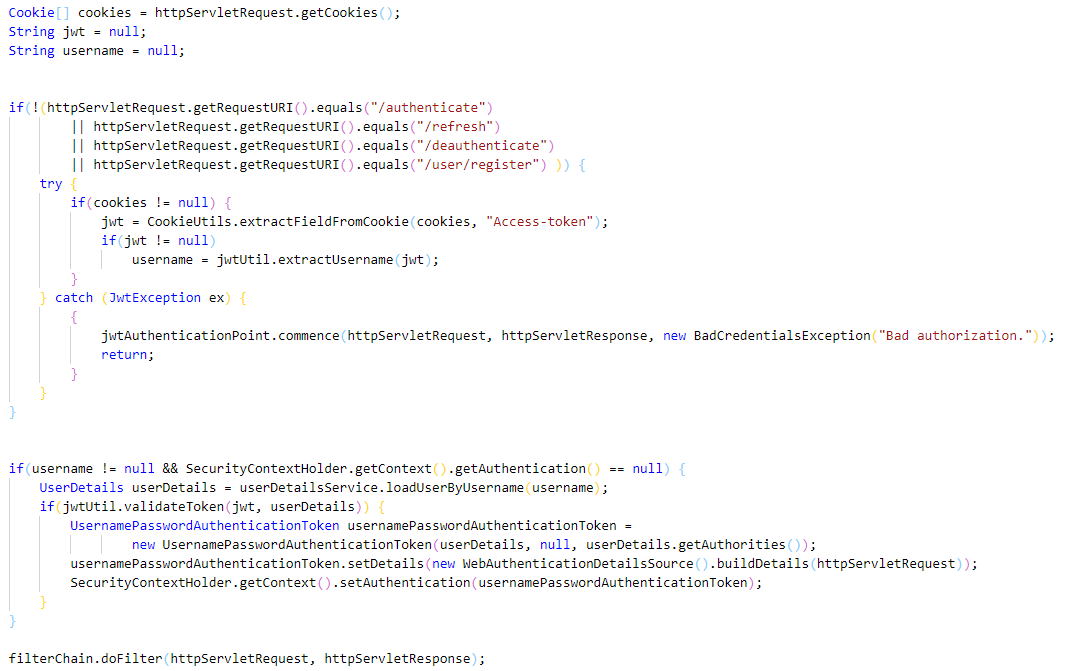 Cookie[] cookies = httpServletRequest.getCookies();
String jwt = null;
String username = null;
if(!(httpServletRequest.getRequestURI().equals("/authenticate")
|| httpServletRequest.getRequestURI().equals("/refresh")
|| httpServletRequest.getRequestURI().equals("/deauthenticate")
|| httpServletRequest.getRequestURI().equals("/user/register") )) {
try {
if(cookies != null) {
jwt = CookieUtils.extractFieldFromCookie(cookies, "Access-token");
if(jwt != null)
username = jwtUtil.extractUsername(jwt);
}
} catch (JwtException ex) {
{
jwtAuthenticationPoint.commence(httpServletRequest, httpServletResponse, new BadCredentialsException("Bad authorization."));
return;
}
}
}
if(username != null && SecurityContextHolder.getContext().getAuthentication() == null) {
UserDetails userDetails = userDetailsService.loadUserByUsername(username);
if(jwtUtil.validateToken(jwt, userDetails)) {
UsernamePasswordAuthenticationToken usernamePasswordAuthenticationToken =
new UsernamePasswordAuthenticationToken(userDetails, null, userDetails.getAuthorities());
usernamePasswordAuthenticationToken.setDetails(new WebAuthenticationDetailsSource().buildDetails(httpServletRequest));
SecurityContextHolder.getContext().setAuthentication(usernamePasswordAuthenticationToken);
}
}
filterChain.doFilter(httpServletRequest, httpServletResponse);